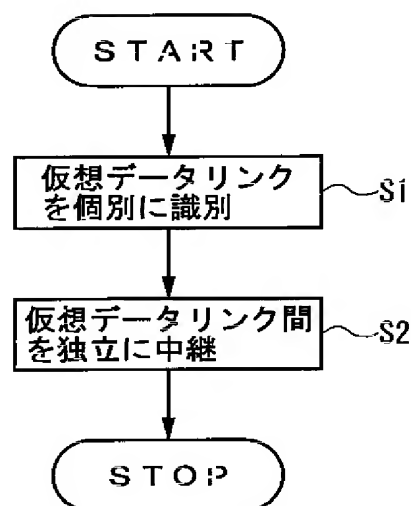 START
仮想データリンク
を個別に識別
S1
仮想データリンク間
を独立に中継
S2
STOP